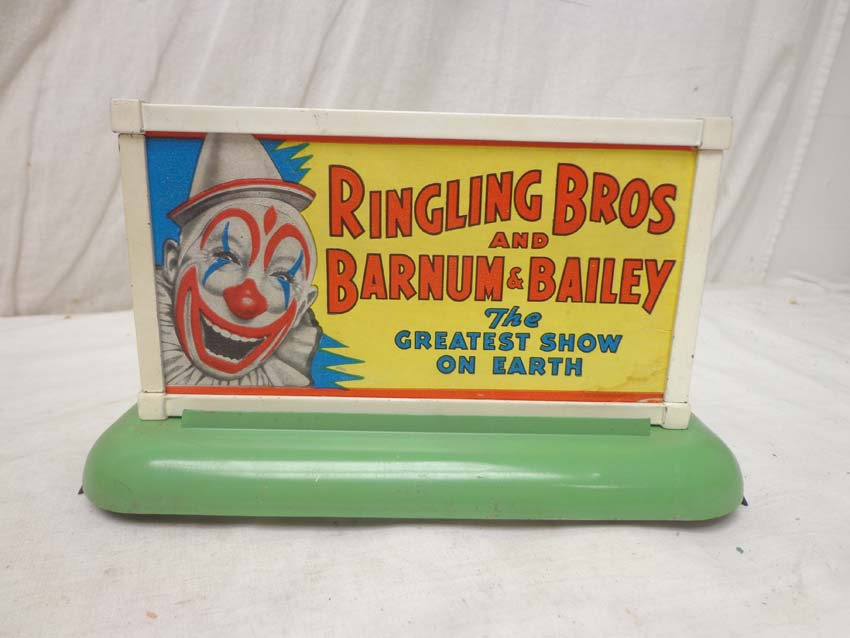 RINGLING BROS
AND
BARNUM & BAILEY
The
GREATEST SHOW
ON EARTH